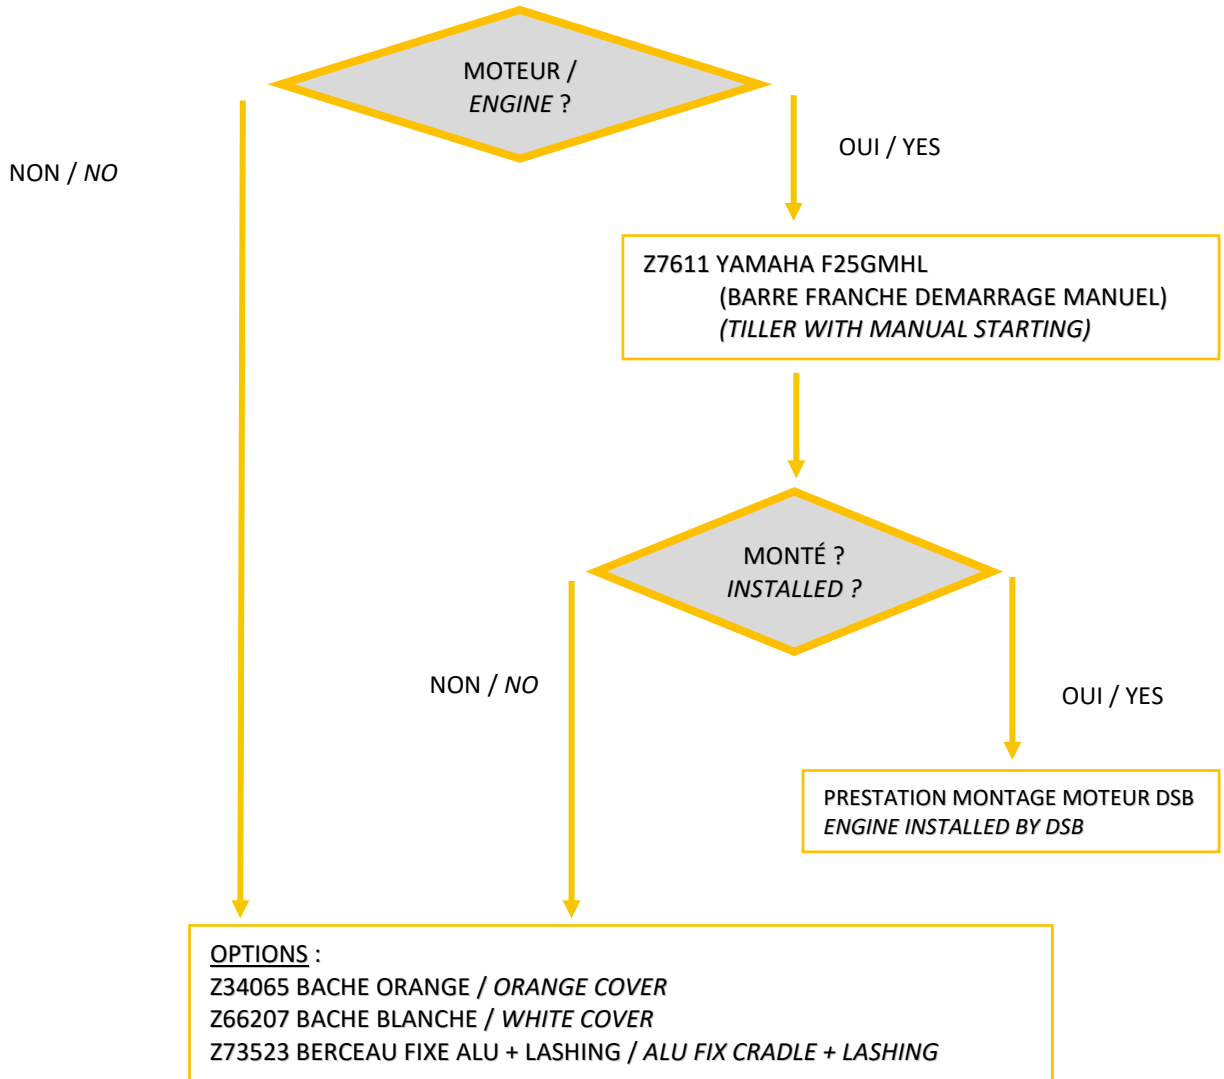 MOTEUR /
ENGINE ?
OUI / YES
NON / NO
Z7611 YAMAHA F25GMHL
(BARRE FRANCHE DEMARRAGE MANUEL)
(TILLER WITH MANUAL STARTING)
MONTÉ ?
INSTALLED ?
NON / NO
OUI / YES
PRESTATION MONTAGE MOTEUR DSB
ENGINE INSTALLED BY DSB
OPTIONS :
Z34065 BACHE ORANGE / ORANGE COVER
Z66207 BACHE BLANCHE / WHITE COVER
Z73523 BERCEAU FIXE ALU + LASHING / ALU FIX CRADLE + LASHING